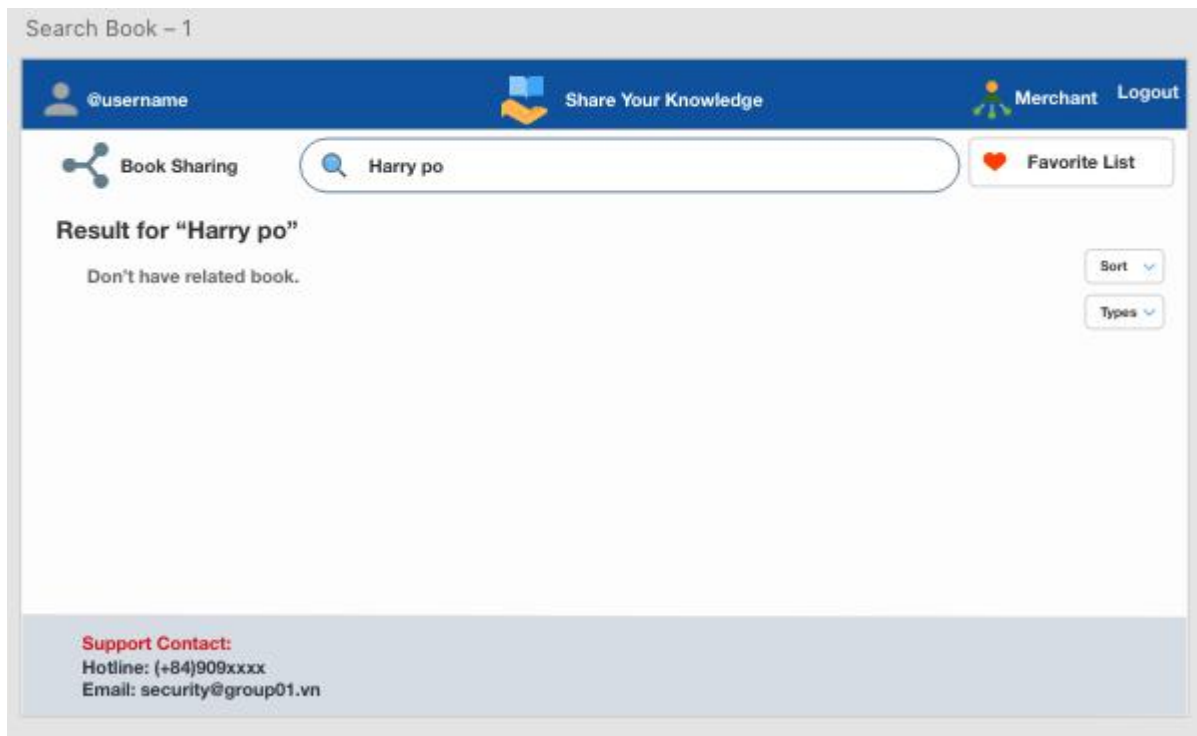 Search Book – 1
@username
Share Your Knowledge
Merchant
Logout
Book Sharing
Harry po
Favorite List
Result for “Harry po”
Don't have related book.
Sort
Types
Support Contact:
Hotline: (+84)909xxxx
Email: security@group01.vn